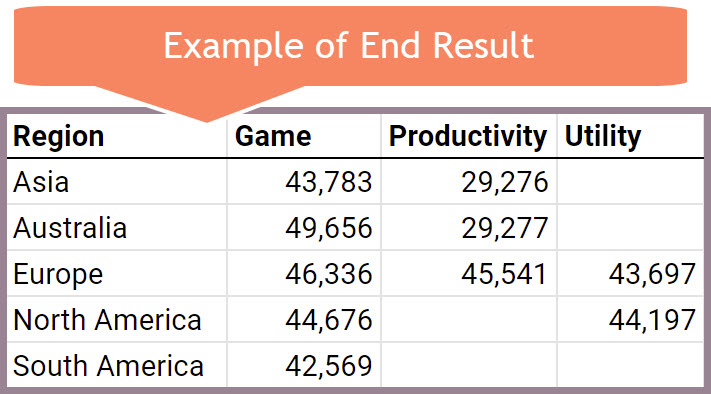 Example of End Result
Region Game Productivity Utility
Asia 43,783 29,276
Australia 49,656 29,277
Europe 46,336 45,541 43,697
North America 44,676 44,197
South America 42,569